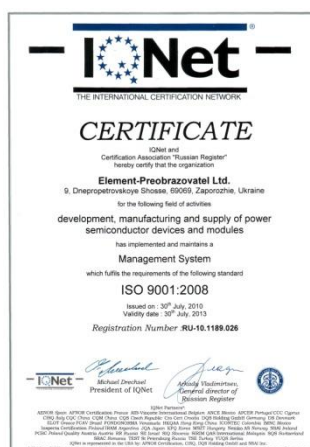 IQNet
®
THE INTERNATIONAL CERTIFICATION NETWORK
CERTIFICATE
IQNet and
Certification Association "Russian Register"
hereby certify that the organization
Element-Preobrazovatel Ltd.
9, Dnepropetrovskoye Shosse, 69069, Zaporozhie, Ukraine
for the following field of activities
development, manufacturing and supply of power
semiconductor devices and modules
has implemented and maintains a
Management System
which fulfils the requirements of the following standard
ISO 9001:2008
Issued on : 30th July, 2010
Validity date : 30th July, 2013
Registration Number :RU-10.1189.026
IQNet
Michael Drechsel
President of IQNet
Arkady Vladimirtsev,
General director of
Russian Register
IQNet Partners*: